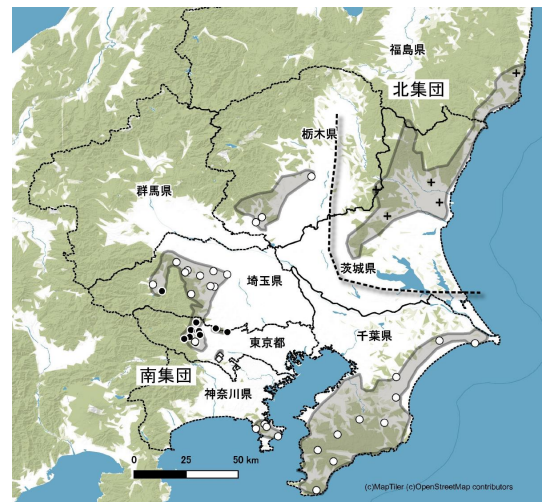 福島県
北集団
栃木県
群馬県
茨城県
埼玉県
東京都
千葉県
南集団
神奈川県
0 25 50 km
(c)MapTiler (c)OpenStreetMap contributors